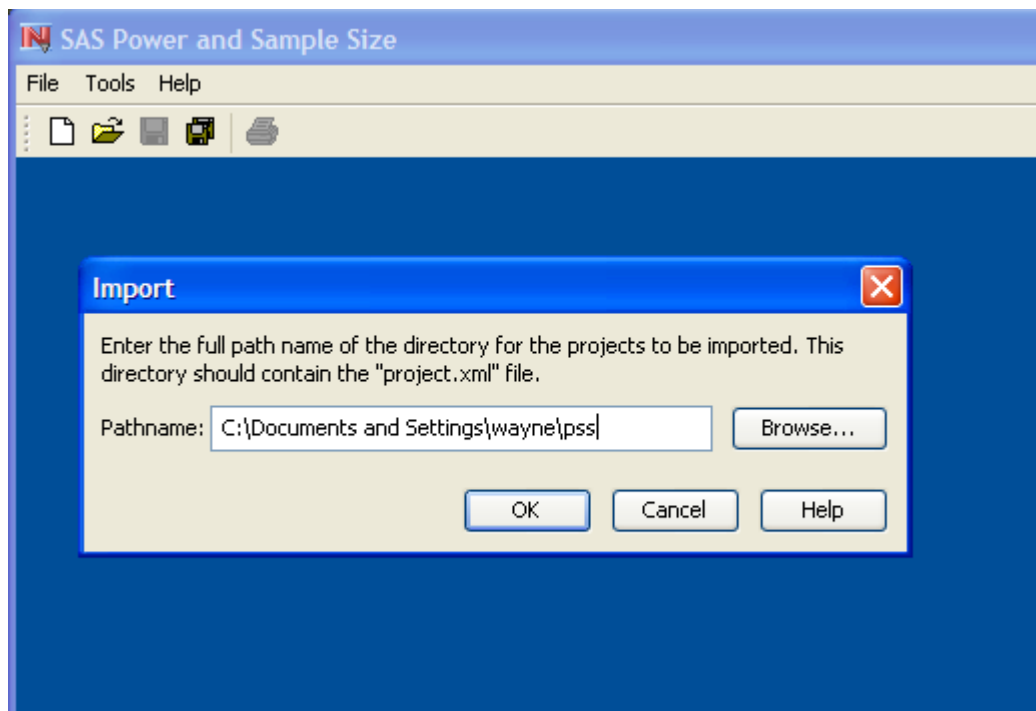 SAS Power and Sample Size
File Tools Help
Import
Enter the full path name of the directory for the projects to be imported. This
directory should contain the "project.xml" file.
Pathname: C:\Documents and Settings\wayne\pss Browse...
OK Cancel Help